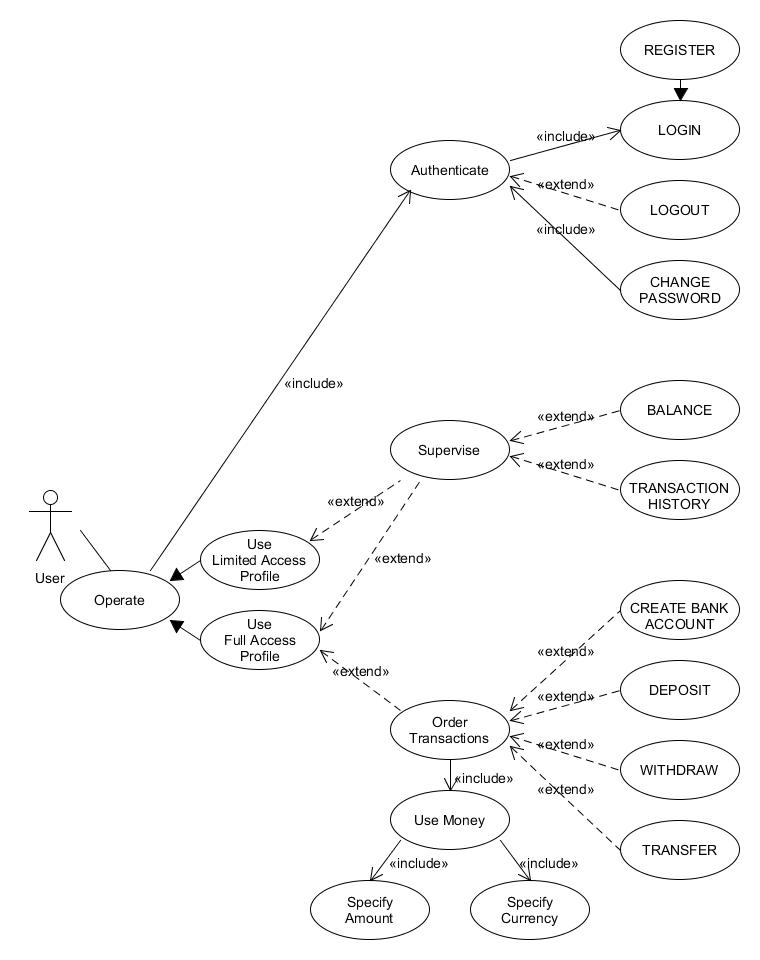 REGISTER
LOGIN
«include»
Authenticate
«extend»
LOGOUT
«include»
CHANGE
PASSWORD
«include»
BALANCE
«extend»
Supervise
«extend»
TRANSACTION
HISTORY
«extend»
User
Use
Limited Access
Profile
«extend»
Operate
Use
Full Access
Profile
«extend»
CREATE BANK
ACCOUNT
«extend»
DEPOSIT
«extend»
Order
Transactions
«extend»
WITHDRAW
«include»
«extend»
Use Money
TRANSFER
«include»
«include»
Specify
Amount
Specify
Currency